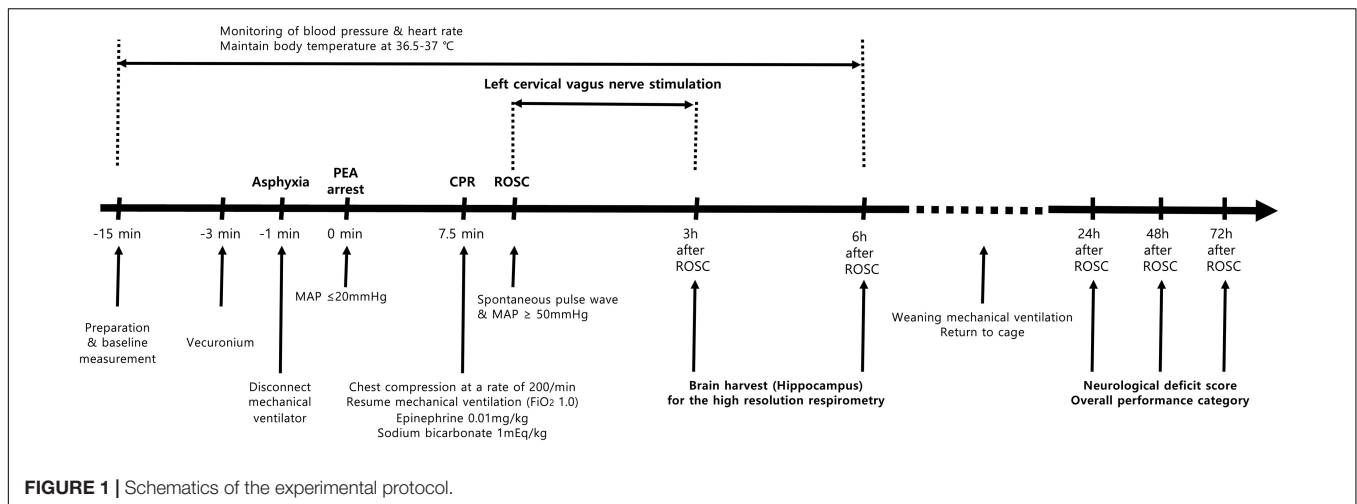 Monitoring of blood pressure & heart rate
Maintain body temperature at 36.5-37 ℃
Left cervical vagus nerve stimulation
Asphyxia
PEA
arrest
CPR
ROSC
-15 min
-3 min
-1 min
0 min
7.5 min
3h
after
ROSC
6h
after
ROSC
24h
after
ROSC
48h
after
ROSC
72h
after
ROSC
Preparation
& baseline
measurement
Vecuronium
Disconnect
mechanical
ventilator
MAP ≤20mmHg
Chest compression at a rate of 200/min
Resume mechanical ventilation (FiO2 1.0)
Epinephrine 0.01mg/kg
Sodium bicarbonate 1mEq/kg
Spontaneous pulse wave
& MAP ≥ 50mmHg
Brain harvest (Hippocampus)
for the high resolution respirometry
Weaning mechanical ventilation
Return to cage
Neurological deficit score
Overall performance category
FIGURE 1 | Schematics of the experimental protocol.